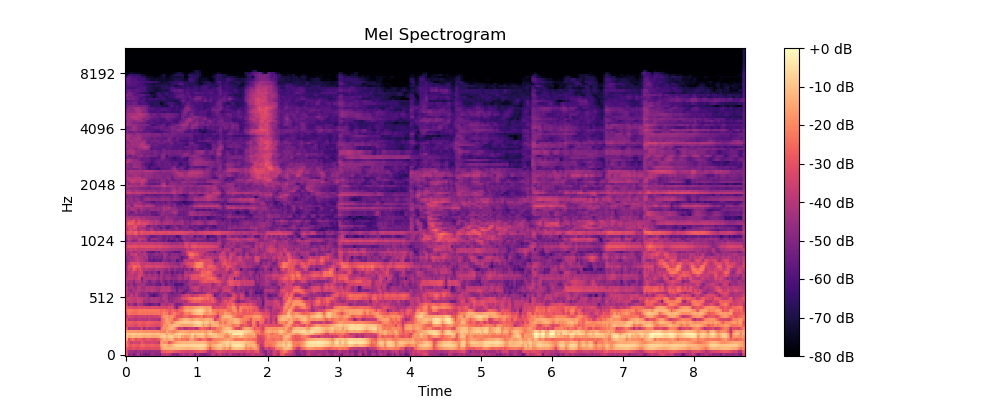 Mel Spectrogram
Hz
8192
4096
2048
1024
512
0
0 1 2 3 4 5 6 7 8
Time
+0 dB
-10 dB
-20 dB
-30 dB
-40 dB
-50 dB
-60 dB
-70 dB
-80 dB